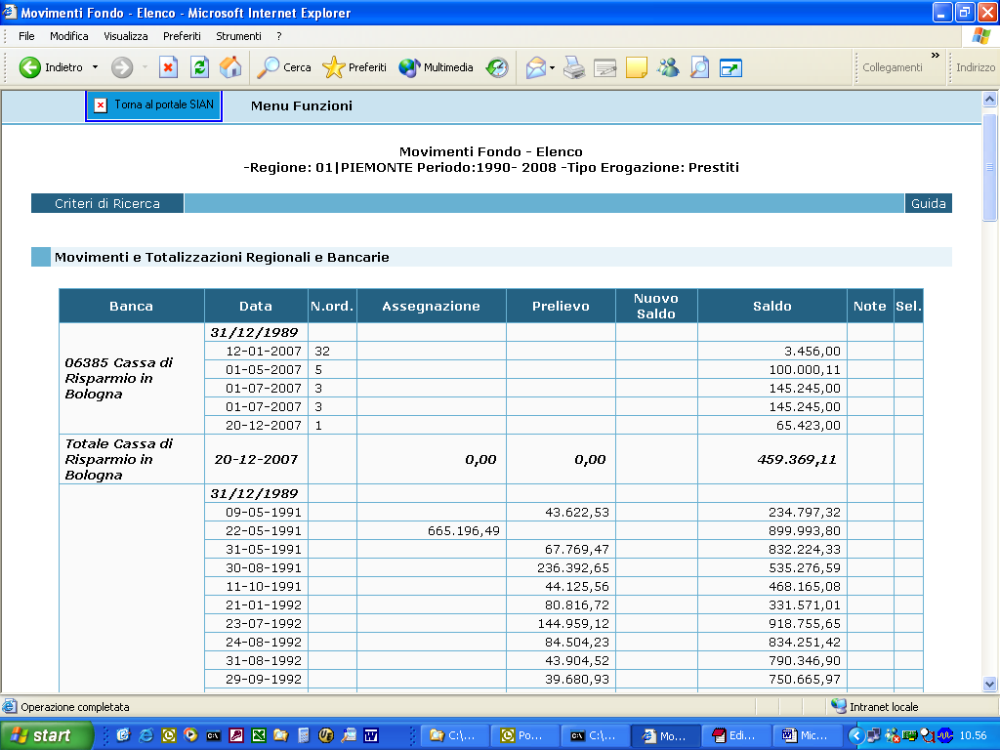 Movimenti Fondo - Elenco - Microsoft Internet Explorer
File Modifica Visualizza Preferiti Strumenti ?
Indietro Cerca Preferiti Multimedia Collegamenti » Indirizzo
Torna al portale SIAN Menu Funzioni
Movimenti Fondo - Elenco
-Regione: 01|PIEMONTE Periodo:1990- 2008 -Tipo Erogazione: Prestiti
Criteri di Ricerca Guida
Movimenti e Totalizzazioni Regionali e Bancarie
Banca Data N.ord. Assegnazione Prelievo Nuovo Saldo Saldo Note Sel.
06385 Cassa di
Risparmio in
Bologna
31/12/1989
12-01-2007 32 3.456,00
01-05-2007 5 100.000,11
01-07-2007 3 145.245,00
01-07-2007 3 145.245,00
20-12-2007 1 65.423,00
Totale Cassa di
Risparmio in
Bologna
20-12-2007 0,00 0,00 459.369,11
31/12/1989
09-05-1991 43.622,53 234.797,32
22-05-1991 665.196,49 899.993,80
31-05-1991 67.769,47 832.224,33
30-08-1991 236.392,65 535.276,59
11-10-1991 44.125,56 468.165,08
21-01-1992 80.816,72 331.571,01
23-07-1992 144.959,12 918.755,65
24-08-1992 84.504,23 834.251,42
31-08-1992 43.904,52 790.346,90
29-09-1992 39.680,93 750.665,97
Operazione completata Intranet locale
start C:\... Po... C:\... Mo... Edi... Mic... 10.56